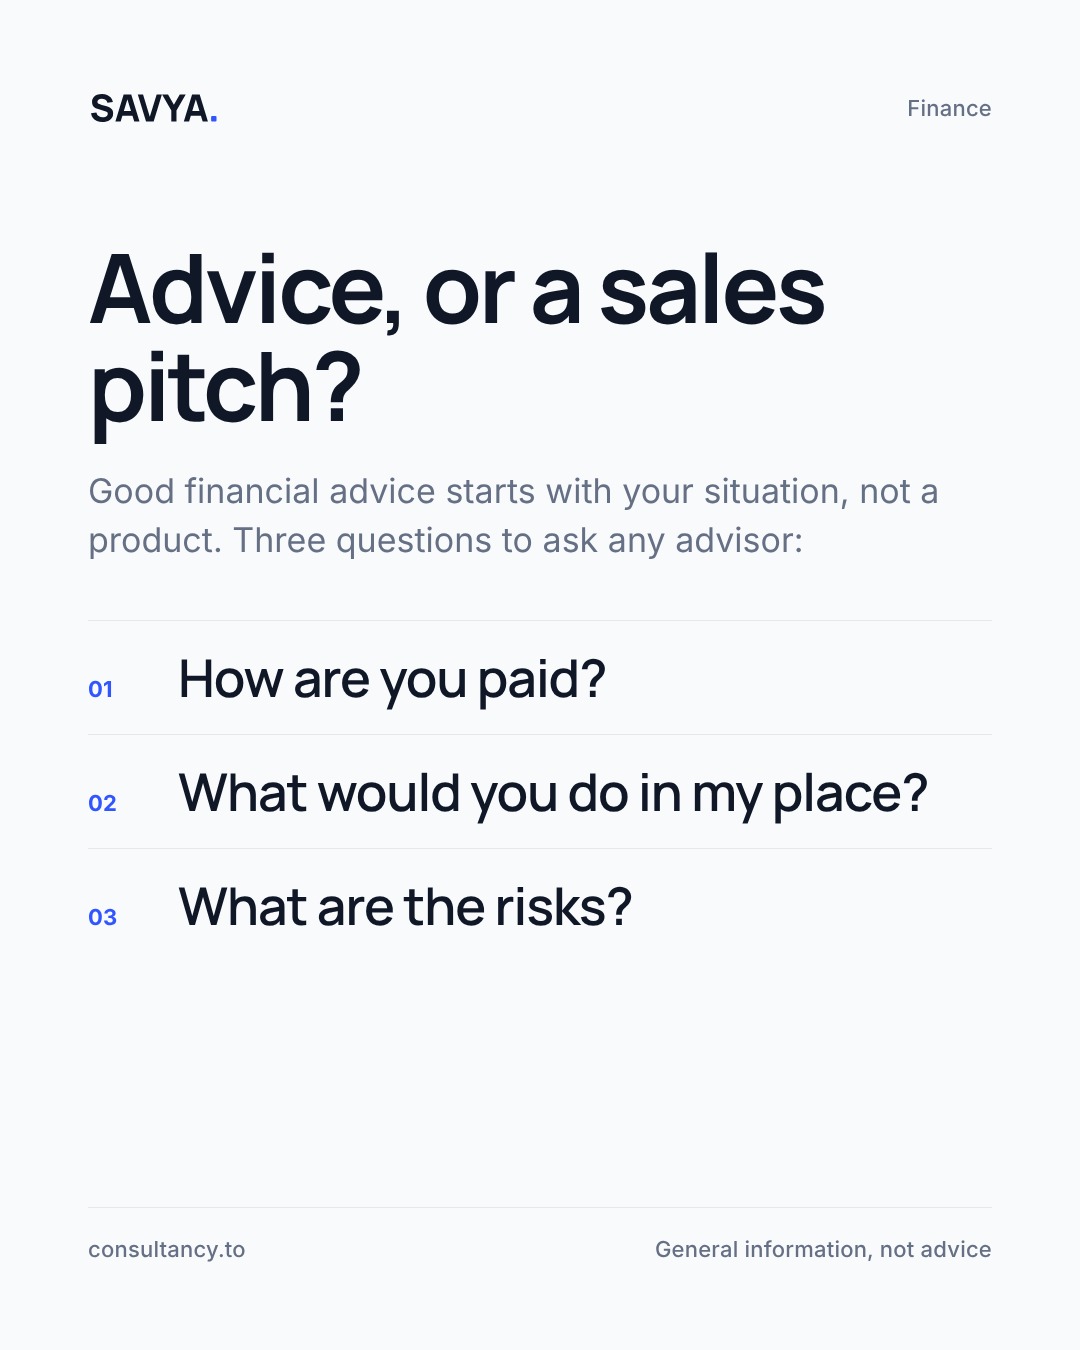 SAVYA.
Finance
Advice, or a sales
pitch?
Good financial advice starts with your situation, not a
product. Three questions to ask any advisor:
01 How are you paid?
02 What would you do in my place?
03 What are the risks?
consultancy.to
General information, not advice